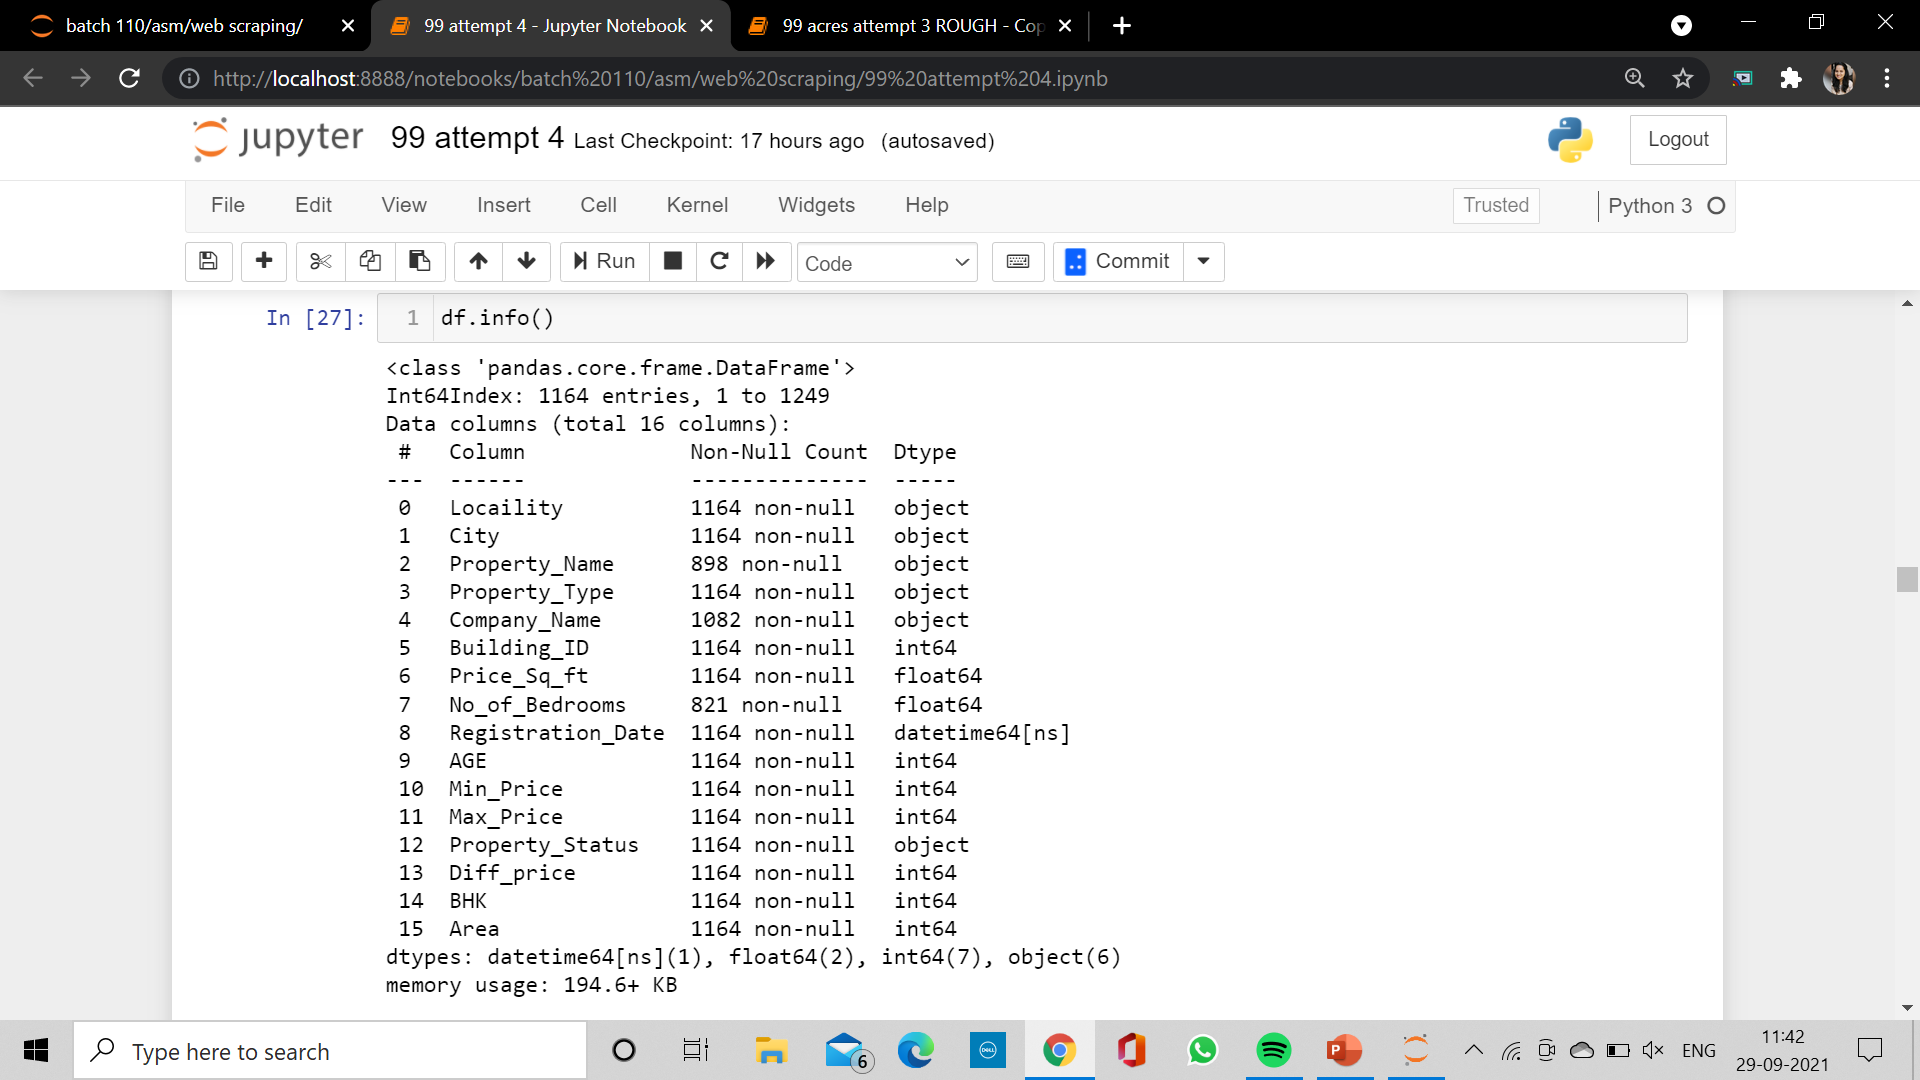 batch 110/asm/web scraping/
99 attempt 4 - Jupyter Notebook
99 acres attempt 3 ROUGH - Cop
http://localhost:8888/notebooks/batch%20110/asm/web%20scraping/99%20attempt%204.ipynb
jupyter 99 attempt 4 Last Checkpoint: 17 hours ago (autosaved)
Logout
File Edit View Insert Cell Kernel Widgets Help Trusted Python 3
Run Code Commit
In [27]: 1 df.info()
<class 'pandas.core.frame.DataFrame'>
Int64Index: 1164 entries, 1 to 1249
Data columns (total 16 columns):
# Column Non-Null Count Dtype
--- ------ -------------- -----
0 Locaility 1164 non-null object
1 City 1164 non-null object
2 Property_Name 898 non-null object
3 Property_Type 1164 non-null object
4 Company_Name 1082 non-null object
5 Building_ID 1164 non-null int64
6 Price_Sq_ft 1164 non-null float64
7 No_of_Bedrooms 821 non-null float64
8 Registration_Date 1164 non-null datetime64[ns]
9 AGE 1164 non-null int64
10 Min_Price 1164 non-null int64
11 Max_Price 1164 non-null int64
12 Property_Status 1164 non-null object
13 Diff_price 1164 non-null int64
14 BHK 1164 non-null int64
15 Area 1164 non-null int64
dtypes: datetime64[ns](1), float64(2), int64(7), object(6)
memory usage: 194.6+ KB
Type here to search
6
DELL
P
ENG
11:42
29-09-2021